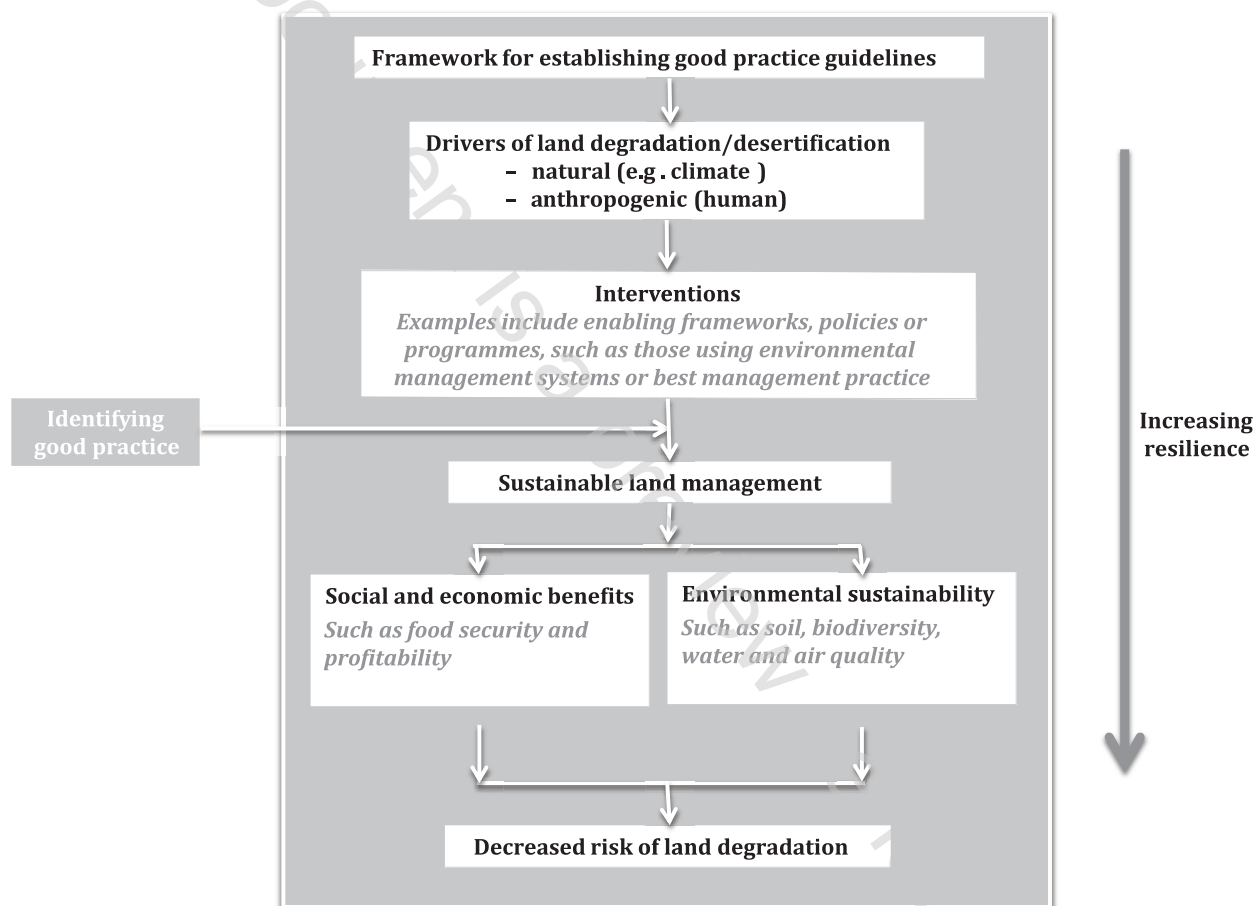 Framework for establishing good practice guidelines
Drivers of land degradation/desertification
– natural (e.g . climate )
– anthropogenic (human)
Interventions
Examples include enabling frameworks, policies or
programmes, such as those using environmental
management systems or best management practice
Identifying
good practice
Increasing
resilience
Sustainable land management
Social and economic benefits
Such as food security and
profitability
Environmental sustainability
Such as soil, biodiversity,
water and air quality
Decreased risk of land degradation
is a preview